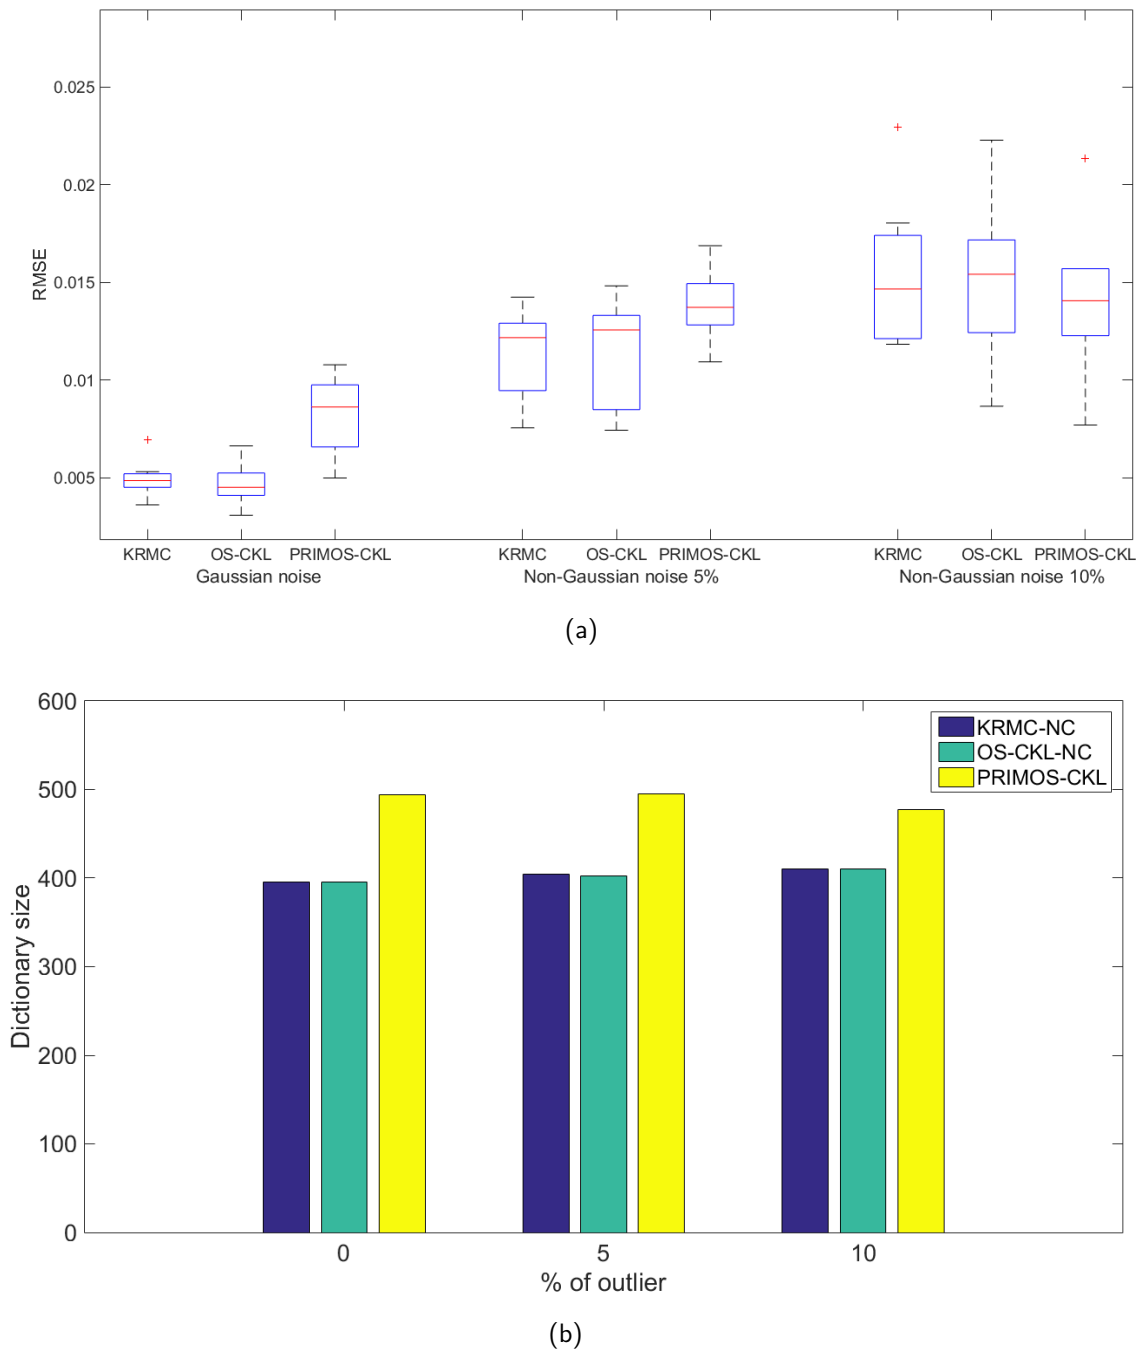 0.025
0.02
0.015
0.01
0.005
RMSE
KRMC OS-CKL PRIMOS-CKL KRMC OS-CKL PRIMOS-CKL KRMC OS-CKL PRIMOS-CKL
Gaussian noise Non-Gaussian noise 5% Non-Gaussian noise 10%
(a)
600
500
400
300
200
100
0
Dictionary size
KRMC-NC
OS-CKL-NC
PRIMOS-CKL
0 5 10
% of outlier
(b)